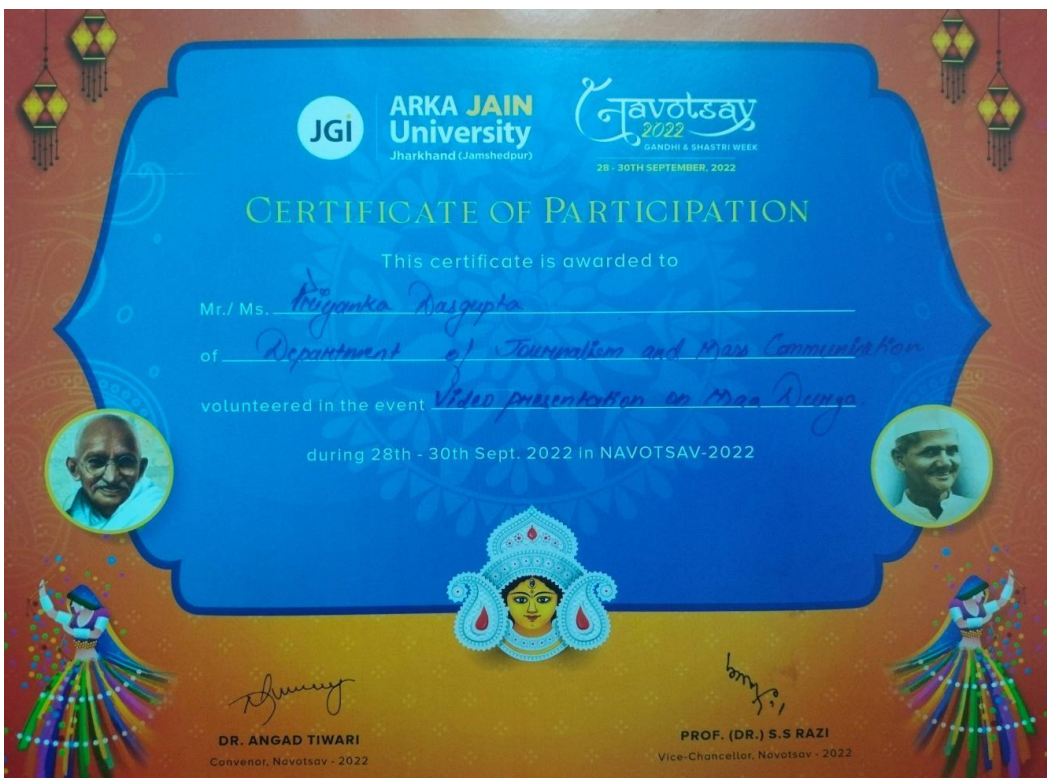 JGi
ARKA JAIN
University
Jharkhand (Jamshedpur)
Navotsav
2022
GANDHI & SHASTRI WEEK
28 - 30TH SEPTEMBER, 2022
CERTIFICATE OF PARTICIPATION
This certificate is awarded to
Mr./ Ms. Priyanka Dasgupta
of Department of Journalism and Mass Communication
volunteered in the event Video presentation on Maa Durga.
during 28th - 30th Sept. 2022 in NAVOTSAV-2022
DR. ANGAD TIWARI
Convenor, Navotsav - 2022
PROF. (DR.) S.S RAZI
Vice-Chancellor, Navotsav - 2022